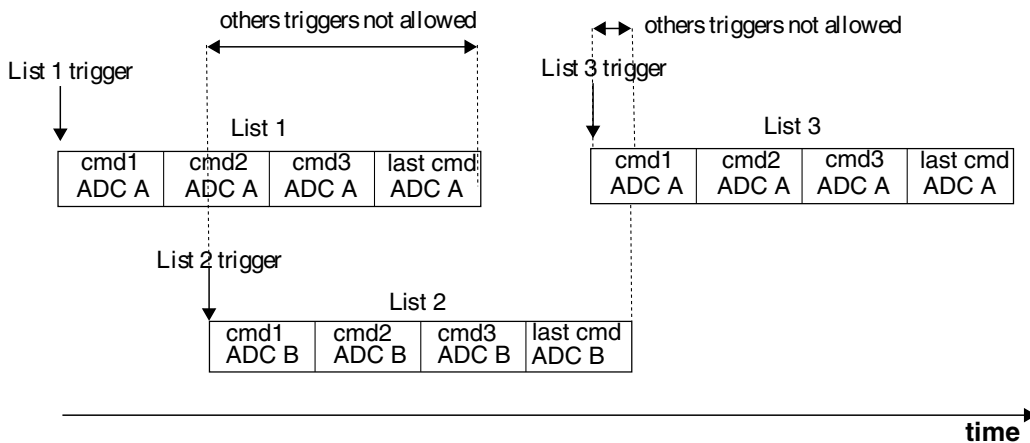 others triggers not allowed
others triggers not allowed
List 1 trigger
List 3 trigger
List 1
List 3
cmd1 cmd2 cmd3 last cmd
ADC A ADC A ADC A ADC A
cmd1 cmd2 cmd3 last cmd
ADC A ADC A ADC A ADC A
List 2 trigger
List 2
cmd1 cmd2 cmd3 last cmd
ADC B ADC B ADC B ADC B
time